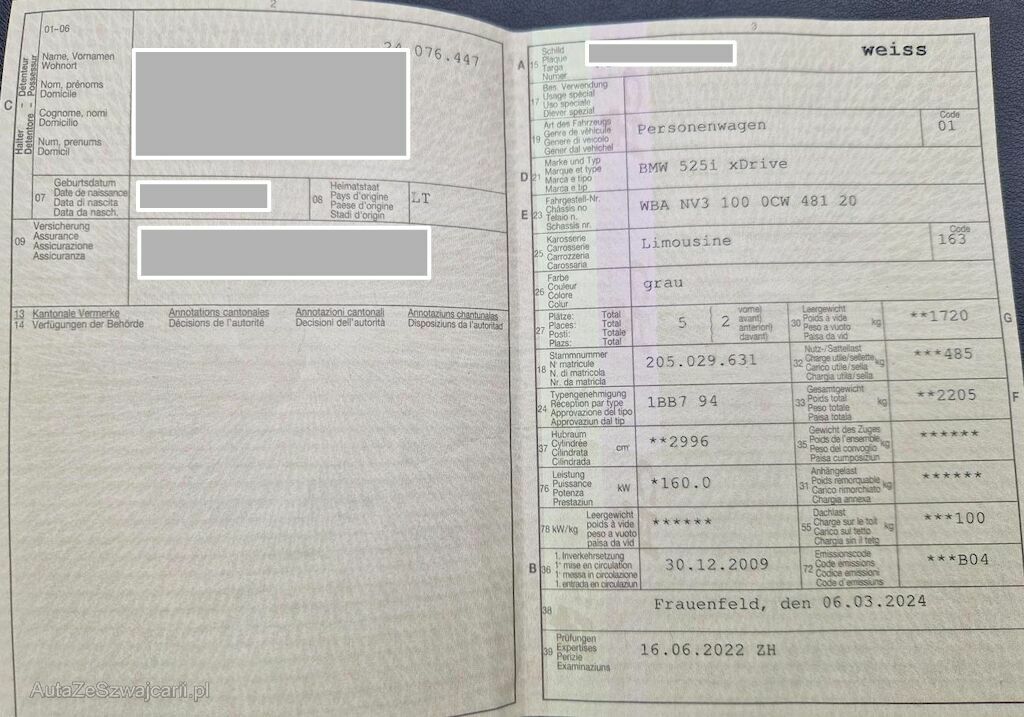 2
01-06
24.076.447
C
Halter -- Détenteur
Detentore -- Possessur
Name, Vornamen
Wohnort
Nom, prénoms
Domicile
Cognome, nomi
Domicilio
Num, prenums
Domicil
07
Geburtsdatum
Date de naissance
Data di nascita
Data da nasch.
08
Heimatstaat
Pays d'origine
Paese d'origine
Stadi d'origin
LT
09
Versicherung
Assurance
Assicurazione
Assicuranza
13 Kantonale Vermerke
Annotations cantonales
Annotazioni cantonali
Annotaziuns chantunalas
14 Verfügungen der Behörde
Décisions de l'autorité
Decisioni dell'autorità
Disposiziuns da l'autoritad
AutaZeSzwajcarii.pl
3
A
15
Schild
Plaque
Targa
Numer
weiss
17
Bes. Verwendung
Usage spécial
Uso speciale
Diever spezial
19
Art des Fahrzeugs
Genre de véhicule
Genere di veicolo
Gener dal vehichel
Personenwagen
Code
01
D
21
Marke und Typ
Marque et type
Marca e tipo
Marca e tip
BMW 525i xDrive
E
23
Fahrgestell-Nr.
Châssis no
Telaio n.
Schassis nr.
WBA NV3 100 0CW 481 20
25
Karosserie
Carrosserie
Carrozzeria
Carossaria
Limousine
Code
163
26
Farbe
Couleur
Colore
Colur
grau
27
Plätze: Total
Places: Total
Posti: Totale
Plazs: Total
5
2
vorne)
avant)
anteriori)
davant)
30
Leergewicht
Poids à vide
Peso a vuoto
Paisa da vid
kg
**1720
G
18
Stammnummer
N° matricule
N. di matricola
Nr. da matricla
205.029.631
32
Nutz-/Sattellast
Charge utile/sellette
Carico utile/sella
Chargia utila/sella
kg
***485
24
Typengenehmigung
Réception par type
Approvazione del tipo
Approvaziun dal tip
1BB7 94
33
Gesamtgewicht
Poids total
Peso totale
Paisa totala
kg
**2205
F
37
Hubraum
Cylindrée
Cilindrata
Cilindrada
cm³
**2996
35
Gewicht des Zuges
Poids de l'ensemble
Peso del convoglio
Paisa cumposiziun
kg
******
76
Leistung
Puissance
Potenza
Prestaziun
kW
*160.0
31
Anhängelast
Poids remorquable
Carico rimorchiato
Chargia annexa
kg
******
78 kW/kg
Leergewicht
poids à vide
peso a vuoto
paisa da vid
******
55
Dachlast
Charge sur le toit
Carico sul tetto
Chargia sin il tetg
kg
***100
B
36
1. Inverkehrsetzung
1re mise en circulation
1a messa in circolazione
1. entrada en circulaziun
30.12.2009
72
Emissionscode
Code émissions
Codice emissioni
Code d'emissiuns
***B04
38
Frauenfeld, den 06.03.2024
39
Prüfungen
Expertises
Perizie
Examinaziuns
16.06.2022 ZH